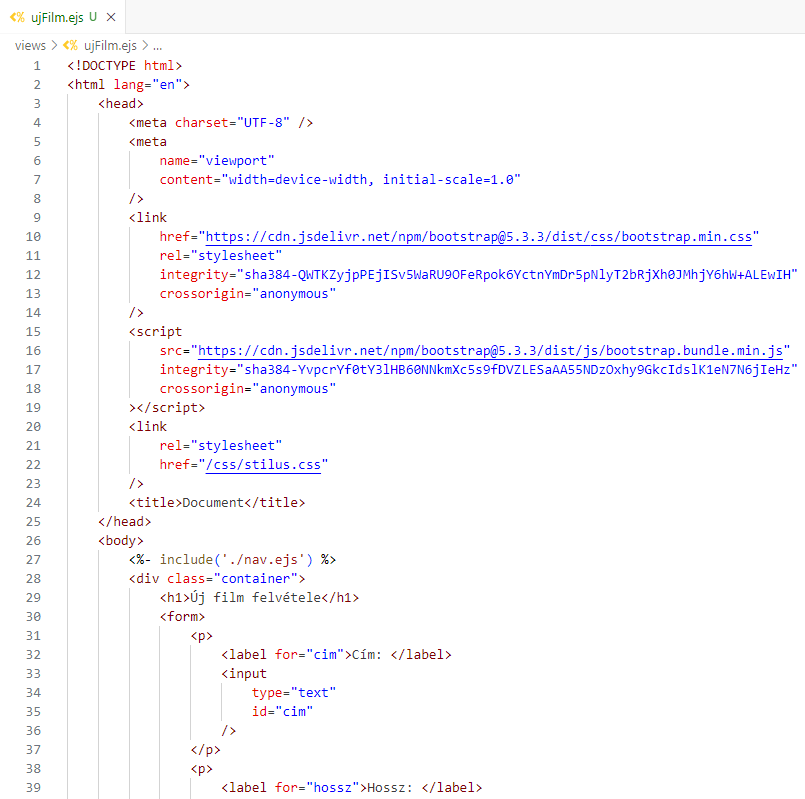 ujFilm.ejs U
views > ujFilm.ejs > ...
1 <!DOCTYPE html>
2 <html lang="en">
3 <head>
4 <meta charset="UTF-8" />
5 <meta
6 name="viewport"
7 content="width=device-width, initial-scale=1.0"
8 />
9 <link
10 href="https://cdn.jsdelivr.net/npm/bootstrap@5.3.3/dist/css/bootstrap.min.css"
11 rel="stylesheet"
12 integrity="sha384-QWTKZyjpPEjISv5WaRU9OFeRpok6YctnYmDr5pNlyT2bRjXh0JMhjY6hW+ALEwIH"
13 crossorigin="anonymous"
14 />
15 <script
16 src="https://cdn.jsdelivr.net/npm/bootstrap@5.3.3/dist/js/bootstrap.bundle.min.js"
17 integrity="sha384-YvpcrYf0tY3lHB60NNkmXc5s9fDVZLESaAA55NDzOxhy9GkcIdslK1eN7N6jIeHz"
18 crossorigin="anonymous"
19 ></script>
20 <link
21 rel="stylesheet"
22 href="/css/stilus.css"
23 />
24 <title>Document</title>
25 </head>
26 <body>
27 <%- include('./nav.ejs') %>
28 <div class="container">
29 <h1>Új film felvétele</h1>
30 <form>
31 <p>
32 <label for="cim">Cím: </label>
33 <input
34 type="text"
35 id="cim"
36 />
37 </p>
38 <p>
39 <label for="hossz">Hossz: </label>